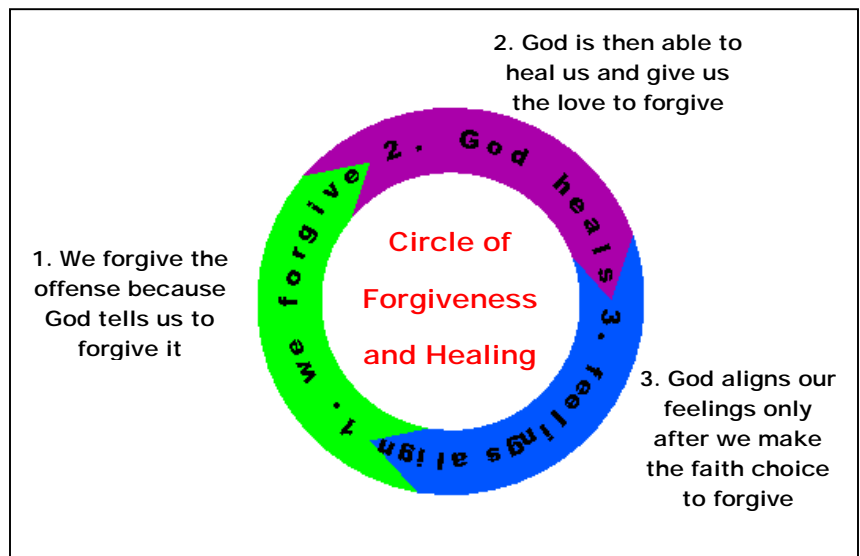 2. God is then able to
heal us and give us
the love to forgive
2. God heals
1. we forgive
3. feelings align
Circle of
Forgiveness
and Healing
1. We forgive the
offense because
God tells us to
forgive it
3. God aligns our
feelings only
after we make
the faith choice
to forgive